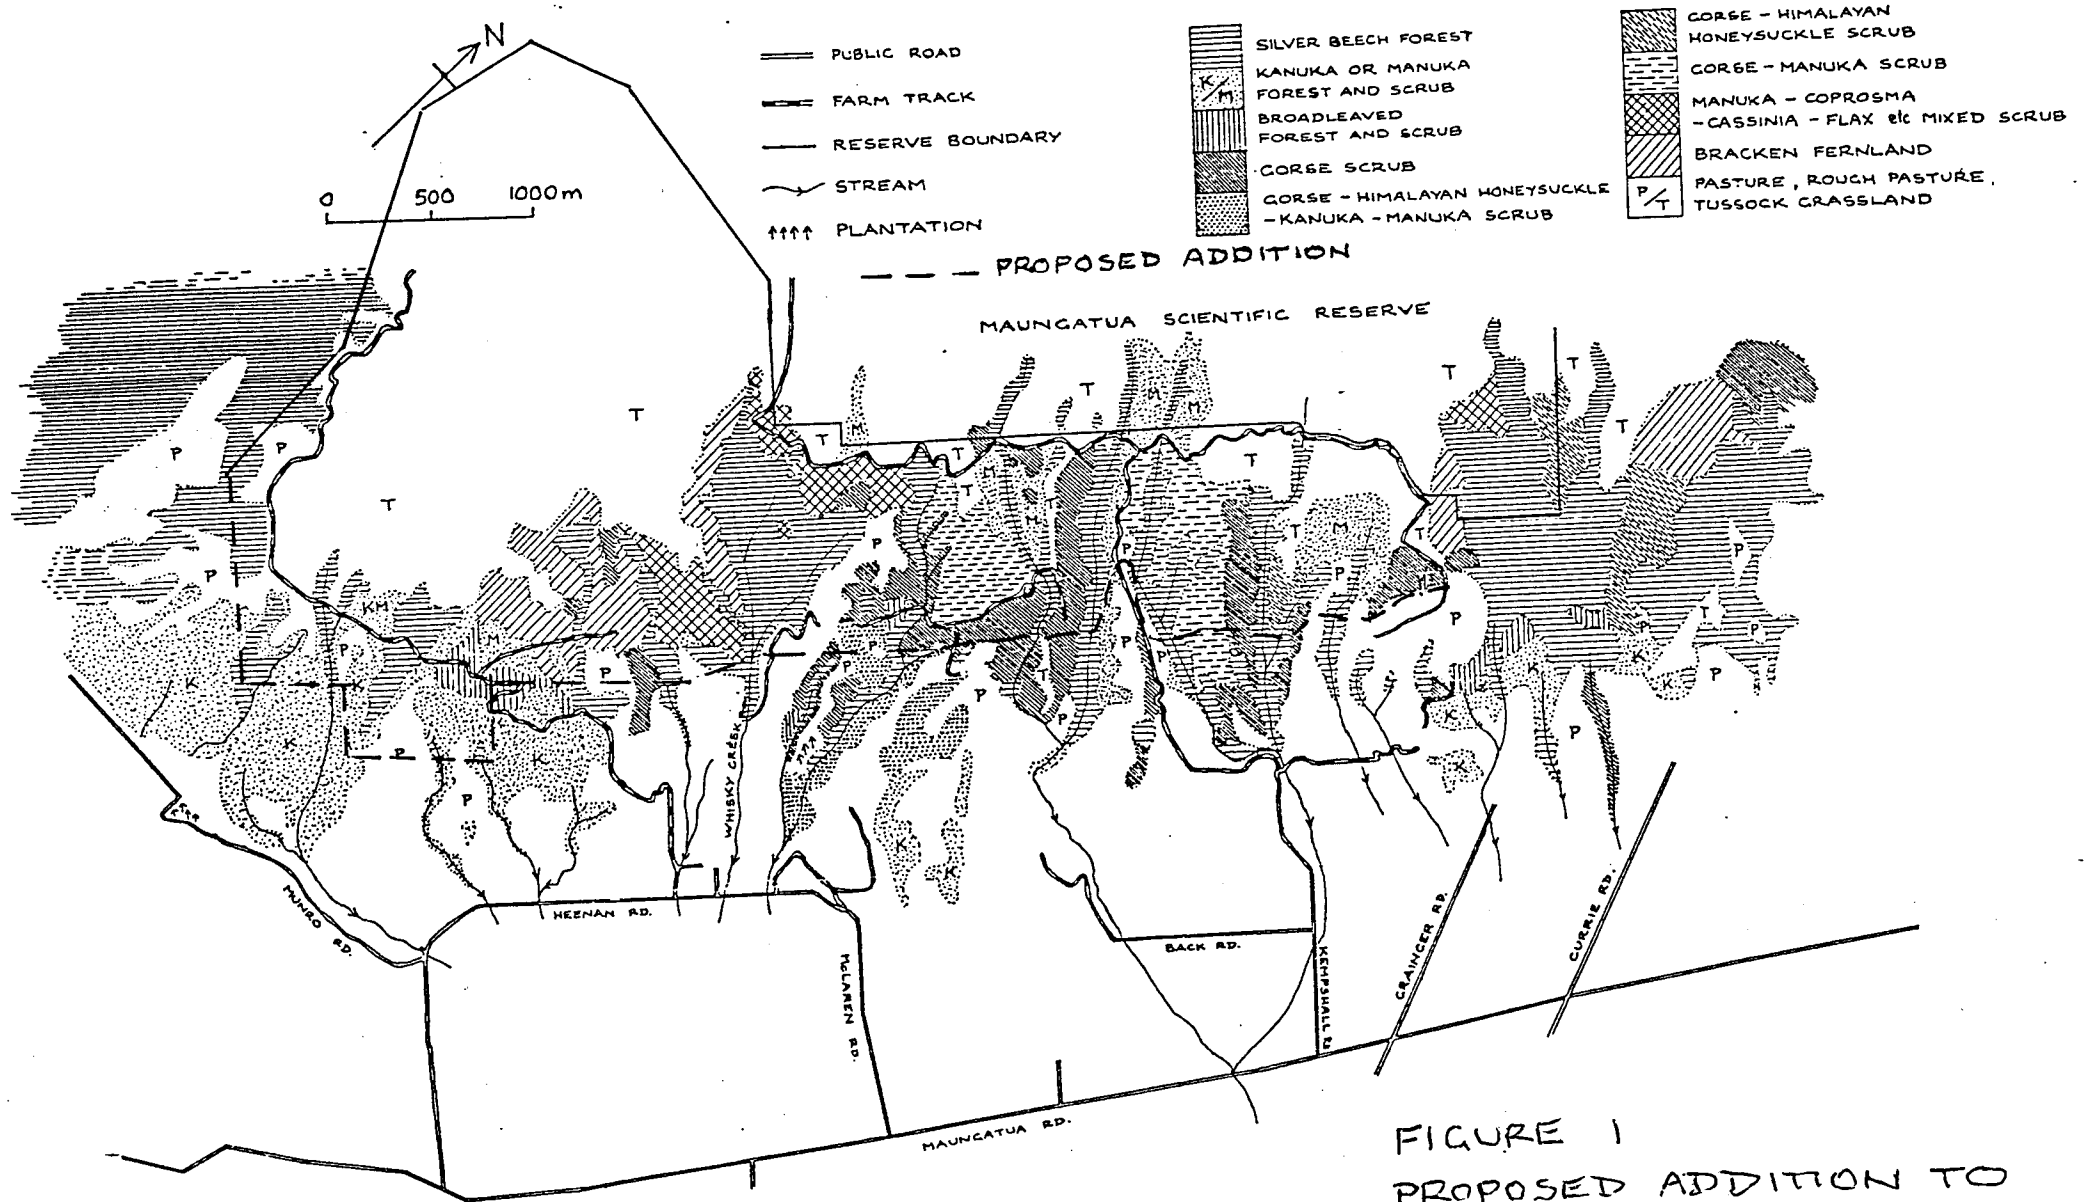 N
0 500 1000m
PUBLIC ROAD
FARM TRACK
RESERVE BOUNDARY
STREAM
PLANTATION
PROPOSED ADDITION
SILVER BEECH FOREST
K/M
KANUKA OR MANUKA
FOREST AND SCRUB
BROADLEAVED
FOREST AND SCRUB
GORSE SCRUB
GORSE - HIMALAYAN HONEYSUCKLE
- KANUKA - MANUKA SCRUB
GORSE - HIMALAYAN
HONEYSUCKLE SCRUB
GORSE - MANUKA SCRUB
MANUKA - COPROSMA
- CASSINIA - FLAX etc MIXED SCRUB
BRACKEN FERNLAND
P/T
PASTURE, ROUGH PASTURE,
TUSSOCK GRASSLAND
MAUNGATUA SCIENTIFIC RESERVE
T
T
T
T
M
M
M
T
T
P
P
T
T
T
M
T
T
T
M
T
M
P
P
P
T
P
P
KM
M
P
T
P
P
P
P
K
P
K
P
P
P
T
P
K
K
K
P
K
P
K
P
K
P
K
P
K
K
WHISKY CREEK
MUNRO RD.
HEENAN RD.
McLAREN RD.
BACK RD.
KEMPSHALL Rd
GRAINGER RD.
CURRIE RD.
MAUNGATUA RD.
FIGURE 1
PROPOSED ADDITION TO